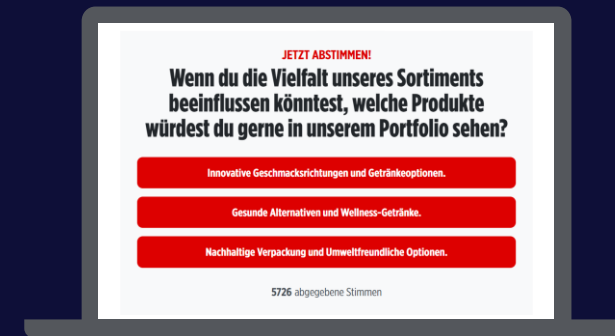 JETZT ABSTIMMEN!
Wenn du die Vielfalt unseres Sortiments
beeinflussen könntest, welche Produkte
würdest du gerne in unserem Portfolio sehen?
Innovative Geschmacksrichtungen und Getränkeoptionen.
Gesunde Alternativen und Wellness-Getränke.
Nachhaltige Verpackung und Umweltfreundliche Optionen.
5726 abgegebene Stimmen